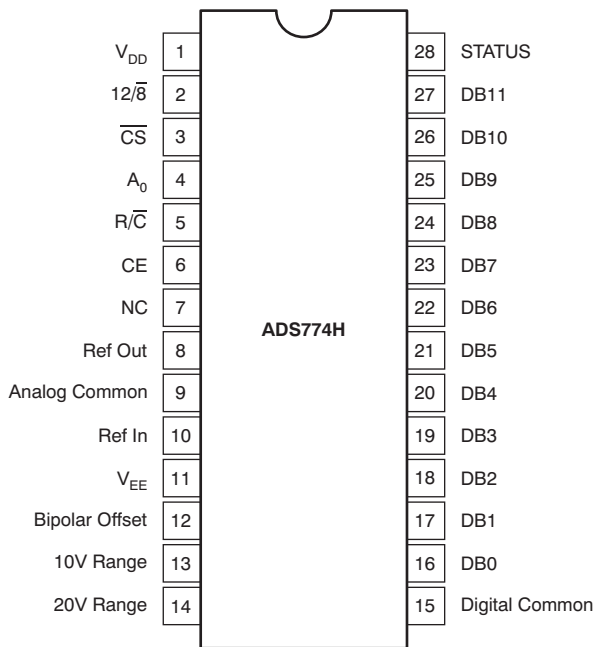 V_DD 1
12/8̅ 2
C̅S̅ 3
A_0 4
R/C̅ 5
CE 6
NC 7
Ref Out 8
Analog Common 9
Ref In 10
V_EE 11
Bipolar Offset 12
10V Range 13
20V Range 14
ADS774H
28 STATUS
27 DB11
26 DB10
25 DB9
24 DB8
23 DB7
22 DB6
21 DB5
20 DB4
19 DB3
18 DB2
17 DB1
16 DB0
15 Digital Common